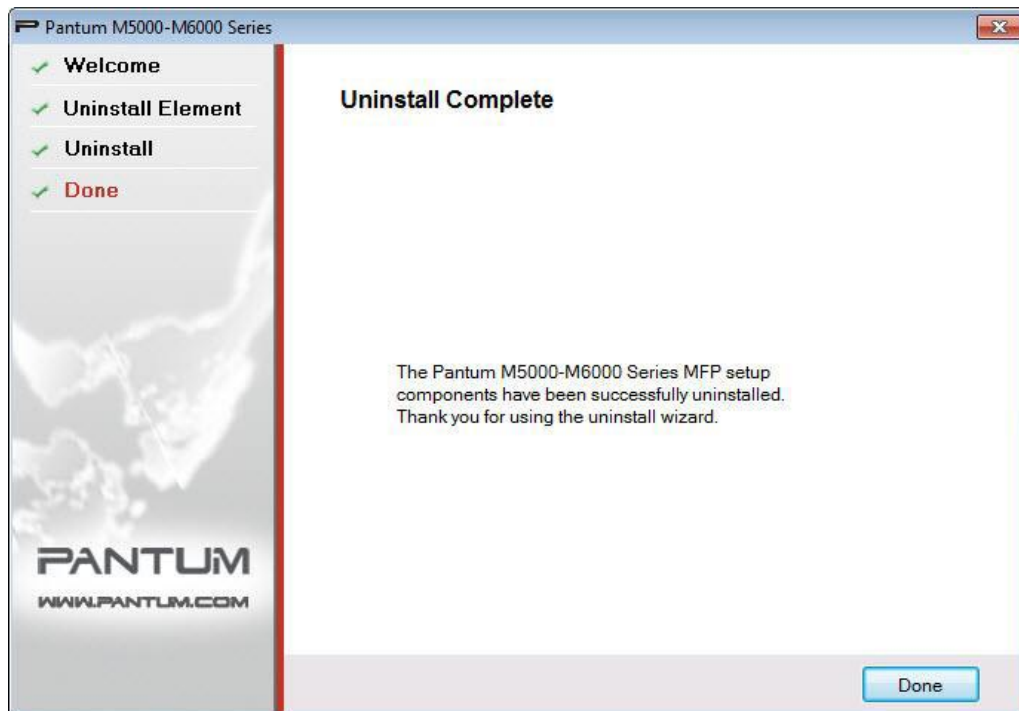 Pantum M5000-M6000 Series
Welcome
Uninstall Element
Uninstall
Done
Uninstall Complete
The Pantum M5000-M6000 Series MFP setup
components have been successfully uninstalled.
Thank you for using the uninstall wizard.
PANTUM
WWW.PANTUM.COM
Done